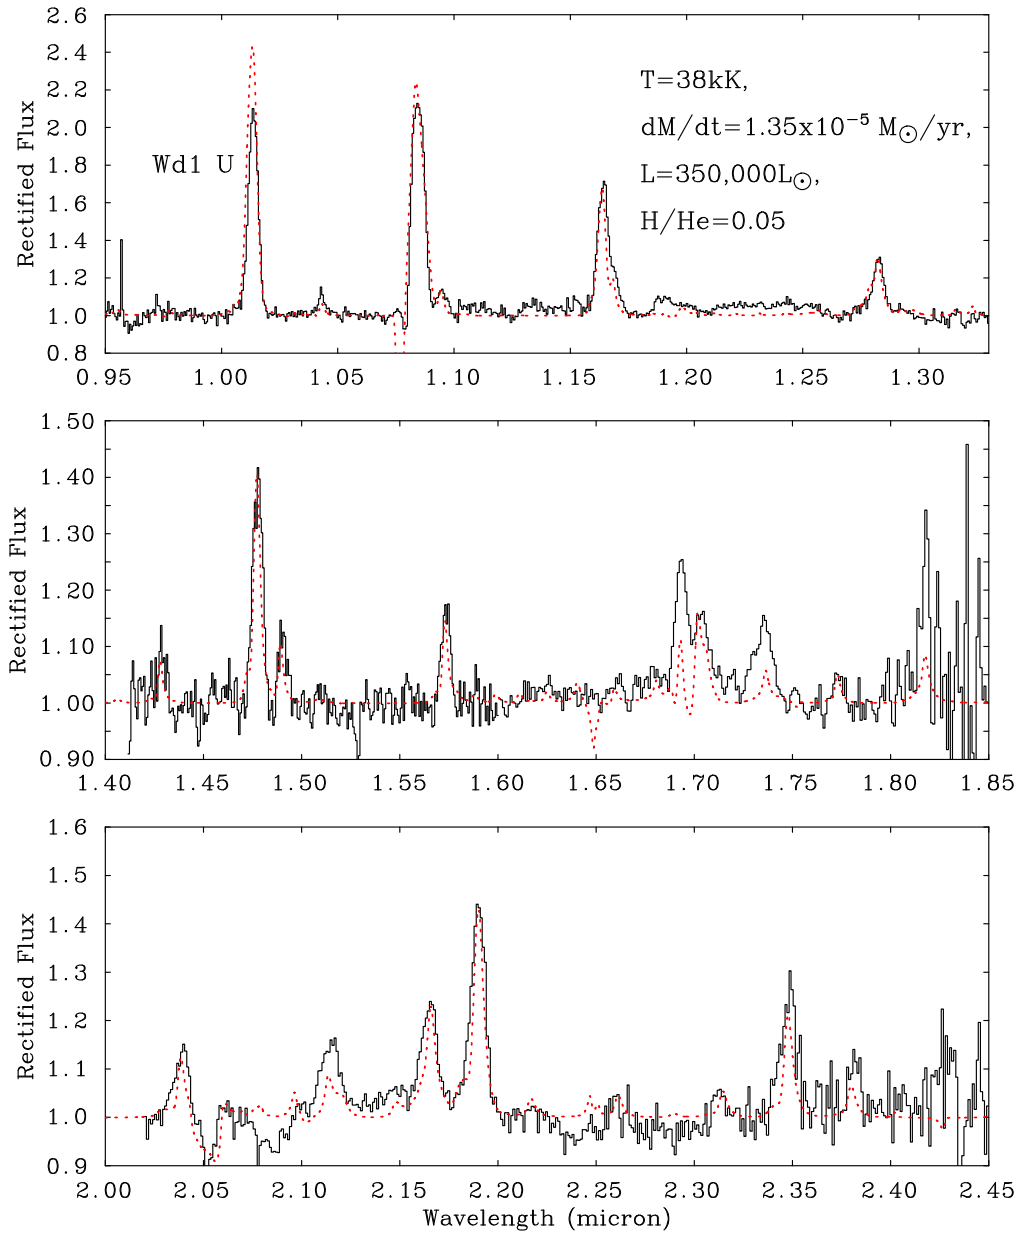 2.6
2.4
2.2
2.0
1.8
1.6
1.4
1.2
1.0
0.8
Rectified Flux
Wd1 U
T=38kK,
dM/dt=1.35x10⁻⁵ M☉/yr,
L=350,000L☉,
H/He=0.05
0.95 1.00 1.05 1.10 1.15 1.20 1.25 1.30
1.50
1.40
1.30
1.20
1.10
1.00
0.90
Rectified Flux
1.40 1.45 1.50 1.55 1.60 1.65 1.70 1.75 1.80 1.85
1.6
1.5
1.4
1.3
1.2
1.1
1.0
0.9
Rectified Flux
2.00 2.05 2.10 2.15 2.20 2.25 2.30 2.35 2.40 2.45
Wavelength (micron)